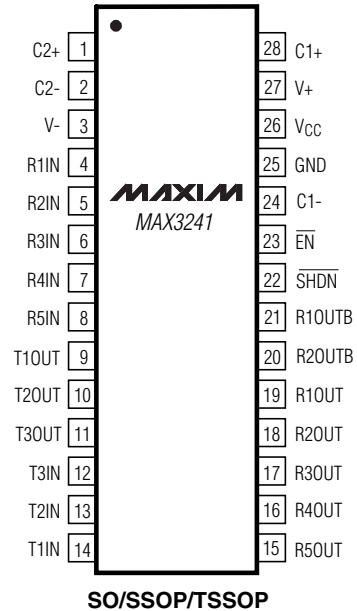 C2+ 1 28 C1+
C2- 2 27 V+
V- 3 26 VCC
R1IN 4 25 GND
R2IN 5 24 C1-
MAXIM
MAX3241
R3IN 6 23 EN
R4IN 7 22 SHDN
R5IN 8 21 R1OUTB
T1OUT 9 20 R2OUTB
T2OUT 10 19 R1OUT
T3OUT 11 18 R2OUT
T3IN 12 17 R3OUT
T2IN 13 16 R4OUT
T1IN 14 15 R5OUT
SO/SSOP/TSSOP